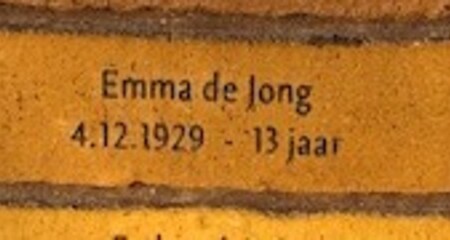 Emma de Jong
4.12.1929 - 13 jaar